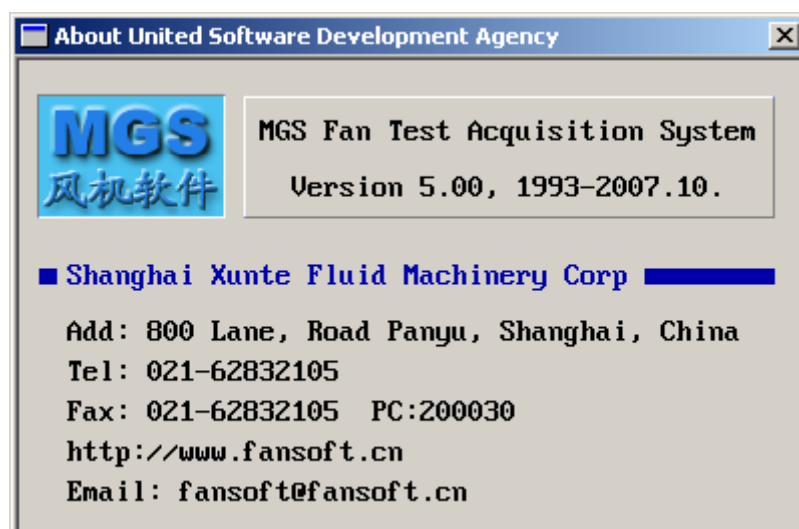 About United Software Development Agency
MGS
风机软件
MGS Fan Test Acquisition System
Version 5.00, 1993-2007.10.
Shanghai Xunte Fluid Machinery Corp
Add: 800 Lane, Road Panyu, Shanghai, China
Tel: 021-62832105
Fax: 021-62832105 PC:200030
http://www.fansoft.cn
Email: fansoft@fansoft.cn